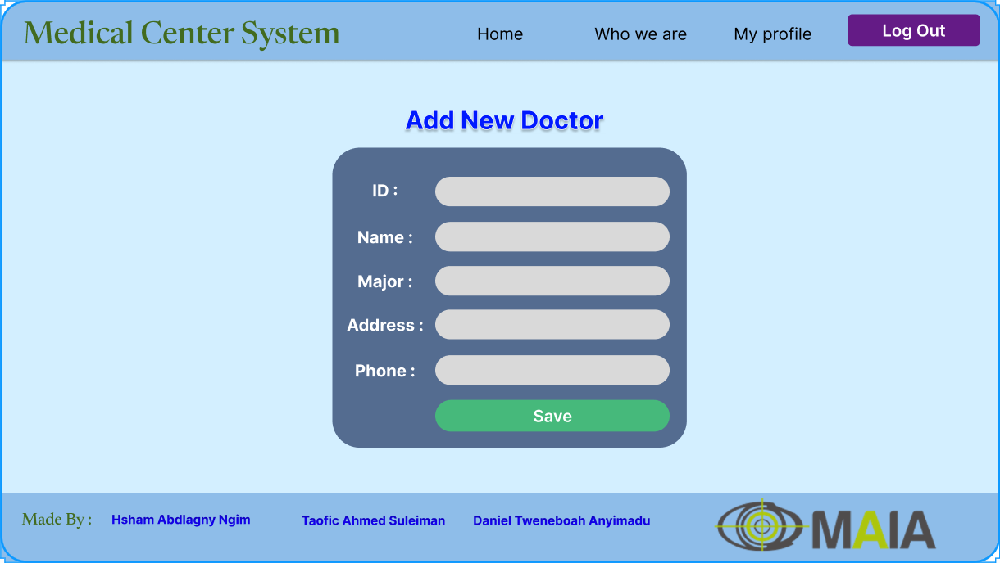 Medical Center System
Home
Who we are
My profile
Log Out
Add New Doctor
ID :
Name :
Major :
Address :
Phone :
Save
Made By :
Hsham Abdlagny Ngim
Taofic Ahmed Suleiman
Daniel Tweneboah Anyimadu
MAIA